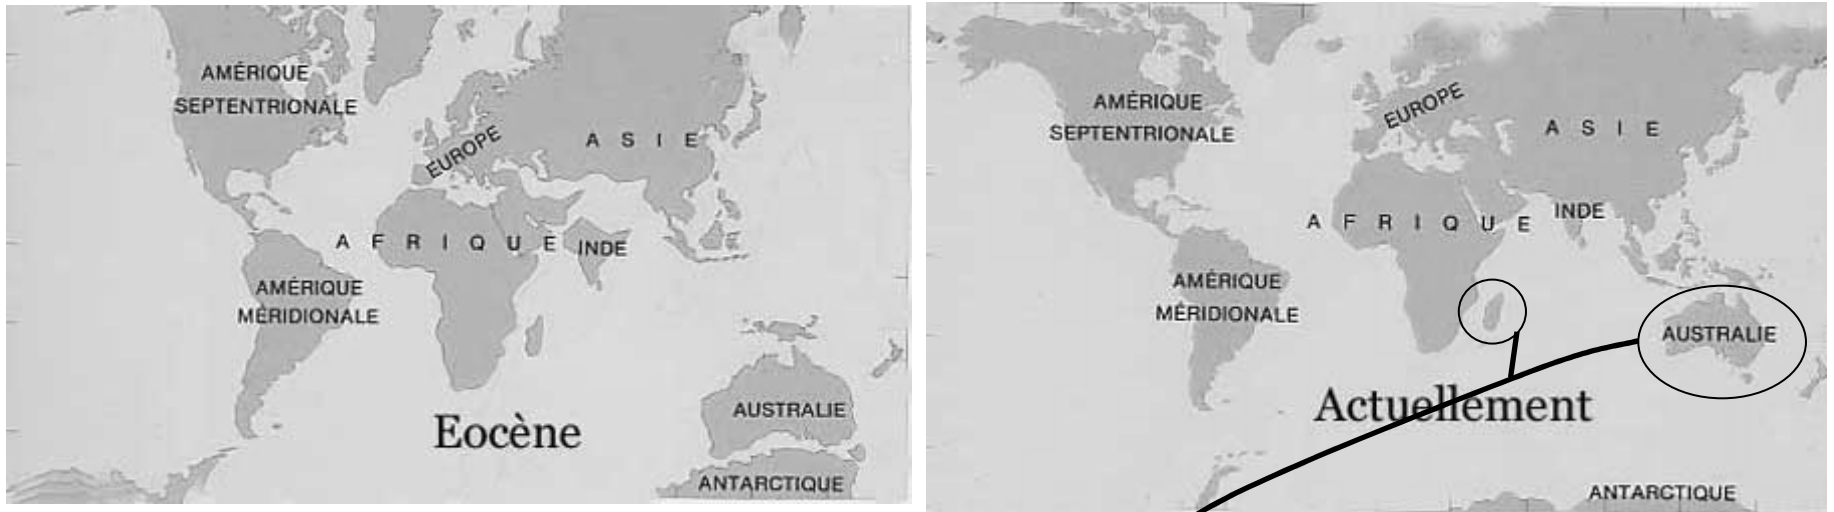 AMÉRIQUE
SEPTENTRIONALE
EUROPE
A S I E
A F R I Q U E
INDE
AMÉRIQUE
MÉRIDIONALE
AUSTRALIE
Eocène
ANTARCTIQUE
AMÉRIQUE
SEPTENTRIONALE
EUROPE
A S I E
INDE
A F R I Q U E
AMÉRIQUE
MÉRIDIONALE
AUSTRALIE
Actuellement
ANTARCTIQUE